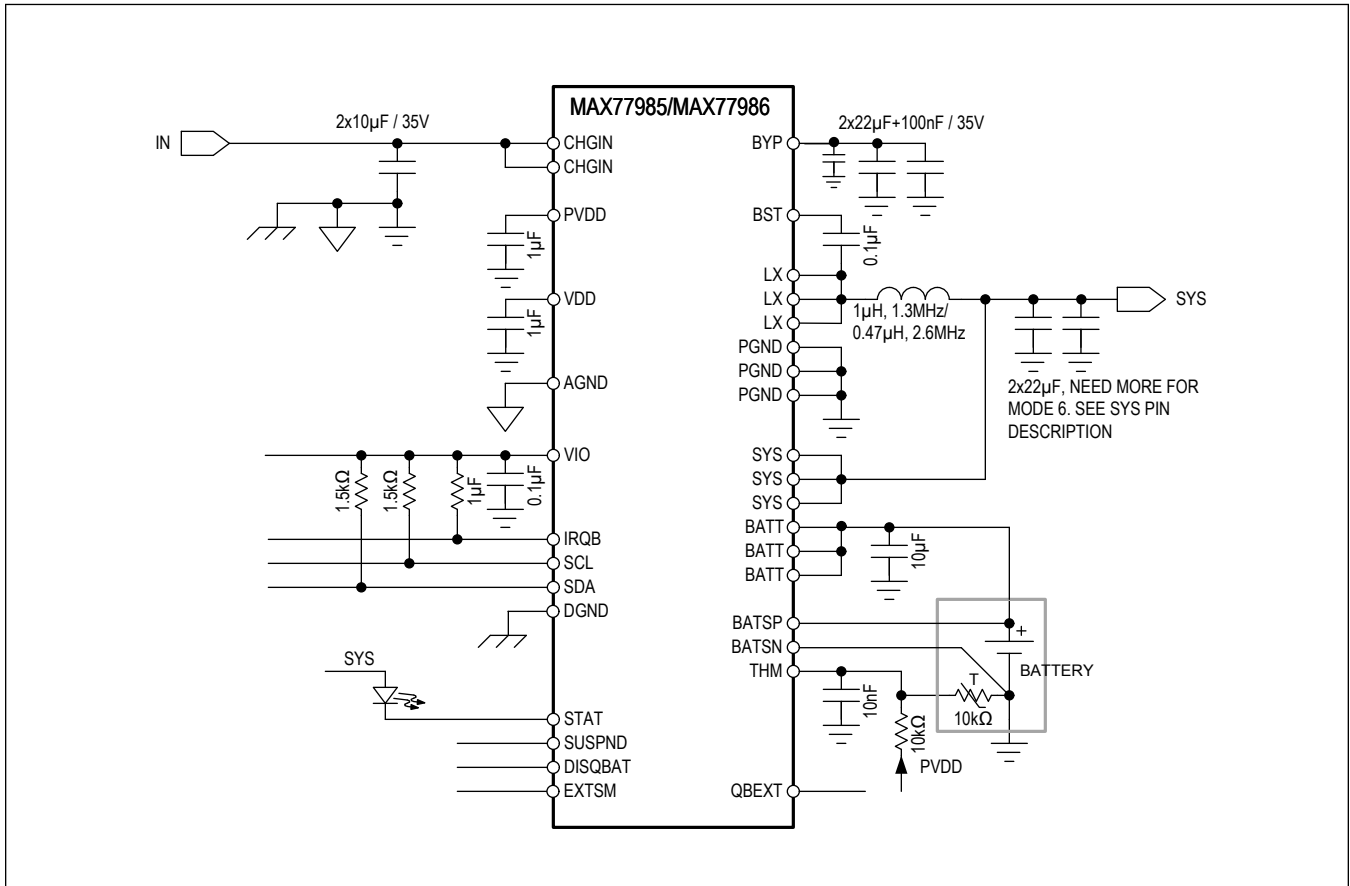 MAX77985/MAX77986
IN
2x10µF / 35V
CHGIN
CHGIN
PVDD
1µF
VDD
1µF
AGND
VIO
1.5kΩ
1.5kΩ
1µF
0.1µF
IRQB
SCL
SDA
DGND
SYS
STAT
SUSPND
DISQBAT
EXTSM
BYP
2x22µF+100nF / 35V
BST
0.1µF
LX
LX
LX
1µH, 1.3MHz/
0.47µH, 2.6MHz
SYS
PGND
PGND
PGND
2x22µF, NEED MORE FOR
MODE 6. SEE SYS PIN
DESCRIPTION
SYS
SYS
SYS
BATT
BATT
BATT
10µF
BATSP
BATSN
THM
+
BATTERY
T
10kΩ
10nF
10kΩ
PVDD
QBEXT